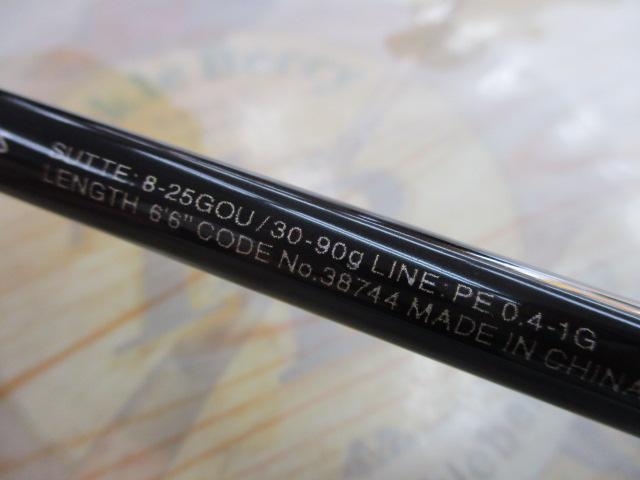 SUTTE: 8-25GOU/30-90g LINE: PE 0.4-1G
LENGTH 6'6" CODE No.38744 MADE IN CHINA
Berry